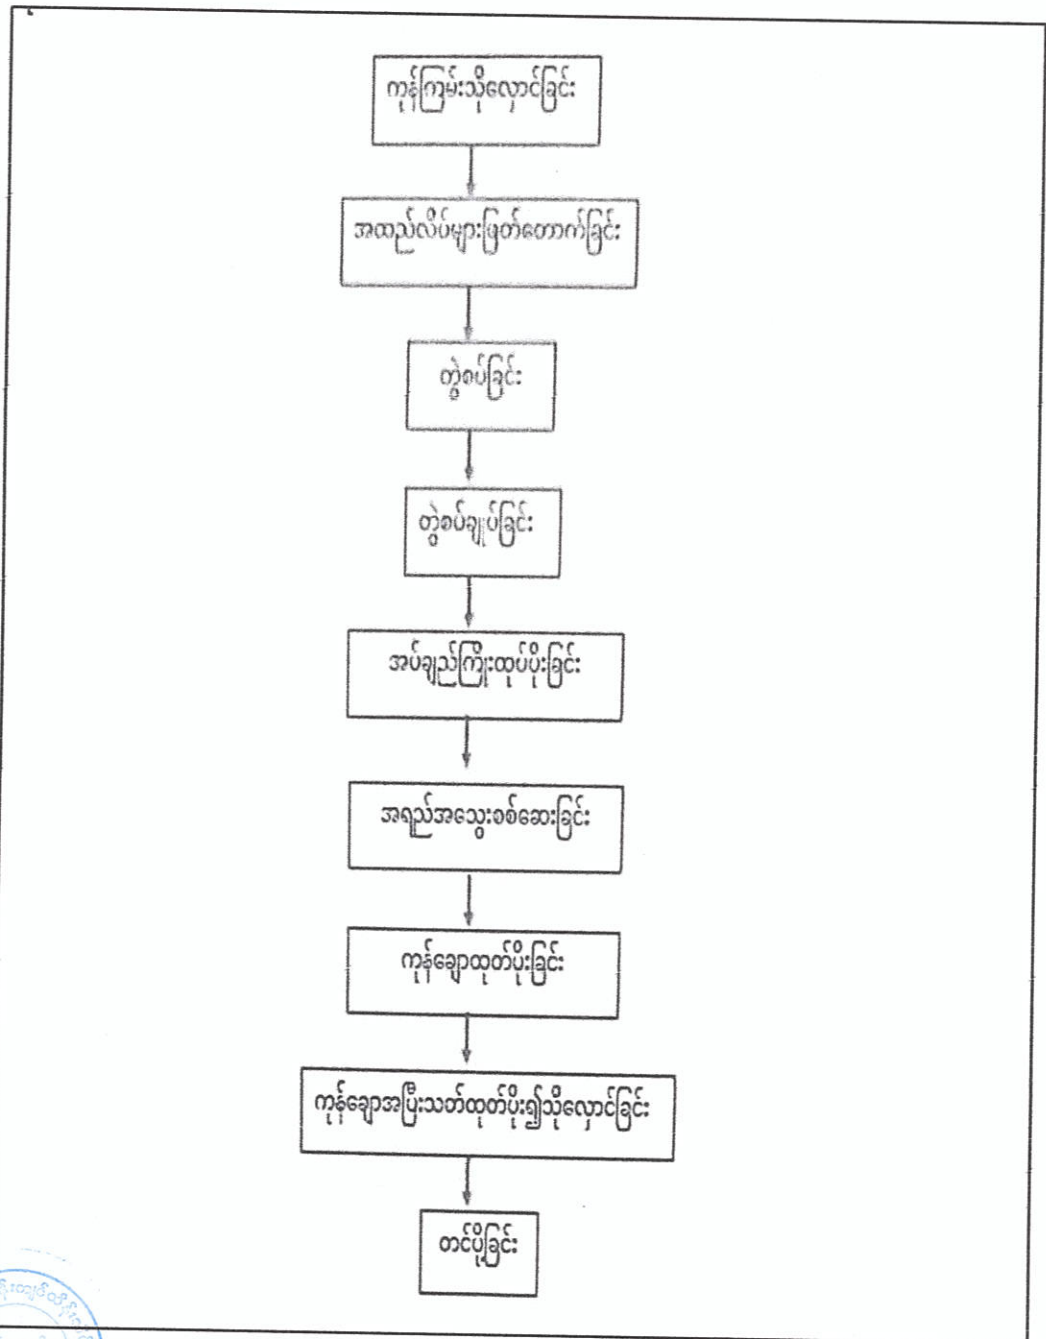 ကုန်ကြမ်းသိုလှောင်ခြင်း
အထည်လိပ်များဖြတ်တောက်ခြင်း
တွဲစပ်ခြင်း
တွဲစပ်ချုပ်ခြင်း
အပ်ချည်ကြိုးထုပ်ပိုးခြင်း
အရည်အသွေးစစ်ဆေးခြင်း
ကုန်ချောထုတ်ပိုးခြင်း
ကုန်ချောအပြီးသတ်ထုတ်ပိုး၍သိုလှောင်ခြင်း
တင်ပို့ခြင်း